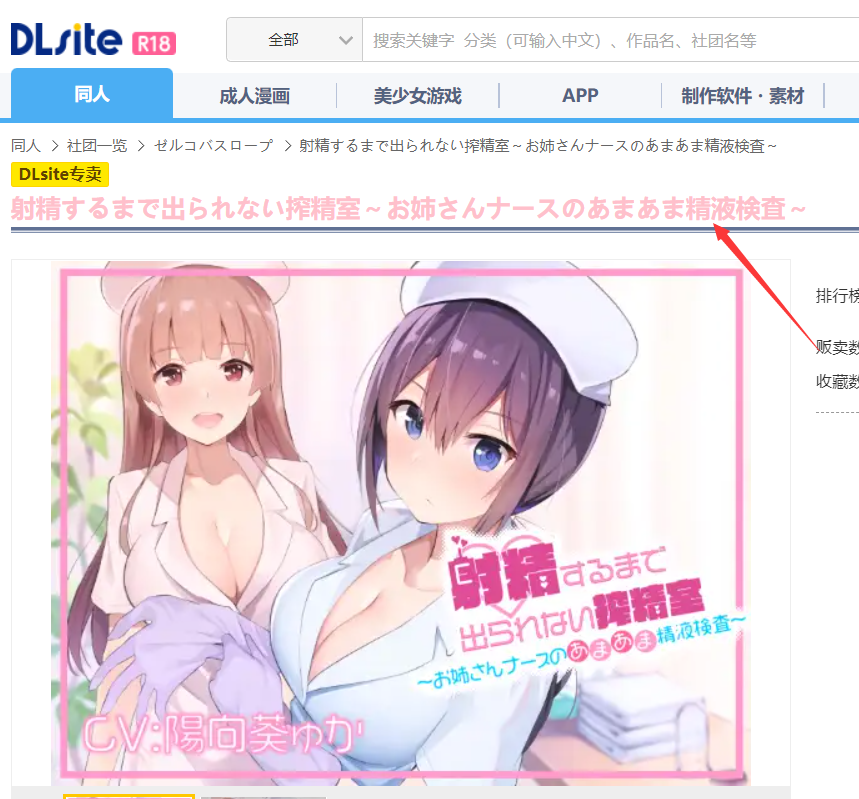 DLsite R18
全部
搜索关键字 分类（可输入中文）、作品名、社团名等
同人
成人漫画
美少女游戏
APP
制作软件・素材
同人 > 社团一览 > ゼルコバスロープ > 射精するまで出られない搾精室～お姉さんナースのあまあま精液検査～
DLsite专卖
射精するまで出られない搾精室～お姉さんナースのあまあま精液検査～
排行榜
贩卖数
收藏数
射精するまで
出られない搾精室
～お姉さんナースのあまあま精液検査～
CV:陽向葵ゅか